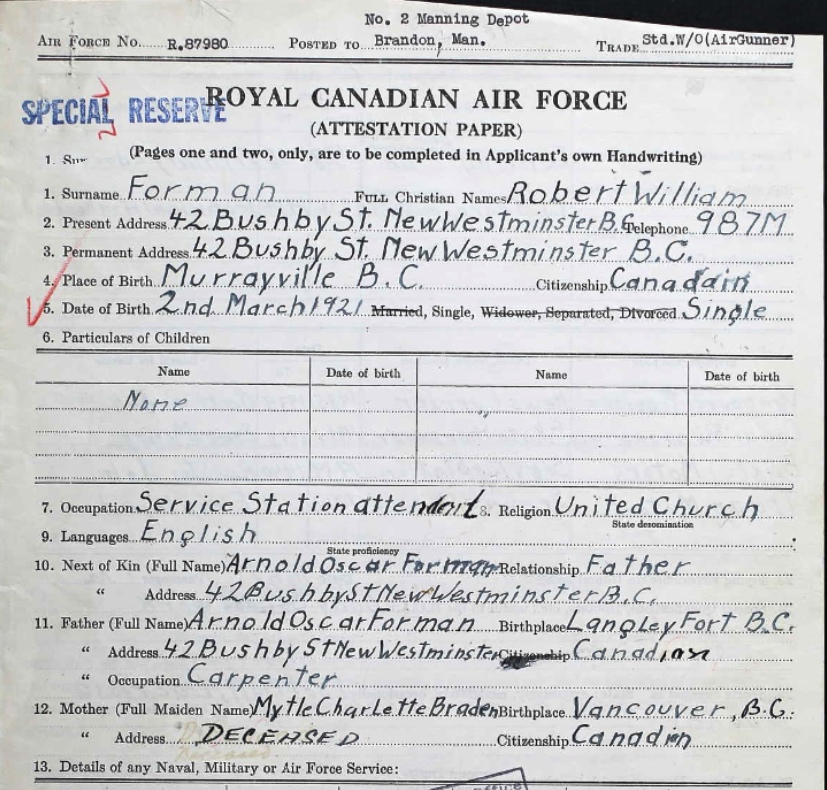 No. 2 Manning Depot
AIR FORCE NO. R.87980 POSTED TO Brandon, Man. TRADE Std.W/O(AirGunner)
SPECIAL RESERVE
ROYAL CANADIAN AIR FORCE
(ATTESTATION PAPER)
1. (Pages one and two, only, are to be completed in Applicant's own Handwriting)
1. Surname Forman FULL Christian Names Robert William
2. Present Address 42 Bushby St. New Westminster B.C. Telephone 987M
3. Permanent Address 42 Bushby St. New Westminster B.C.
4. Place of Birth Murrayville B.C. Citizenship Canadain
5. Date of Birth 2nd March 1921 Married, Single, Widower, Separated, Divorced Single
6. Particulars of Children
Name Date of birth Name Date of birth
None "
7. Occupation Service Station attendent 8. Religion United Church
State denomination
9. Languages English
State proficiency
10. Next of Kin (Full Name) Arnold Oscar Forman Relationship Father
" Address 42 Bushby St New Westminster B.C.
11. Father (Full Name) Arnold Oscar Forman Birthplace Langley Fort B.C.
" Address 42 Bushby St New Westminster Citizenship Canadian
" Occupation Carpenter
12. Mother (Full Maiden Name) Mytle Charlette Braden Birthplace Vancouver, B.C.
" Address DECEASED Citizenship Canadien
13. Details of any Naval, Military or Air Force Service: